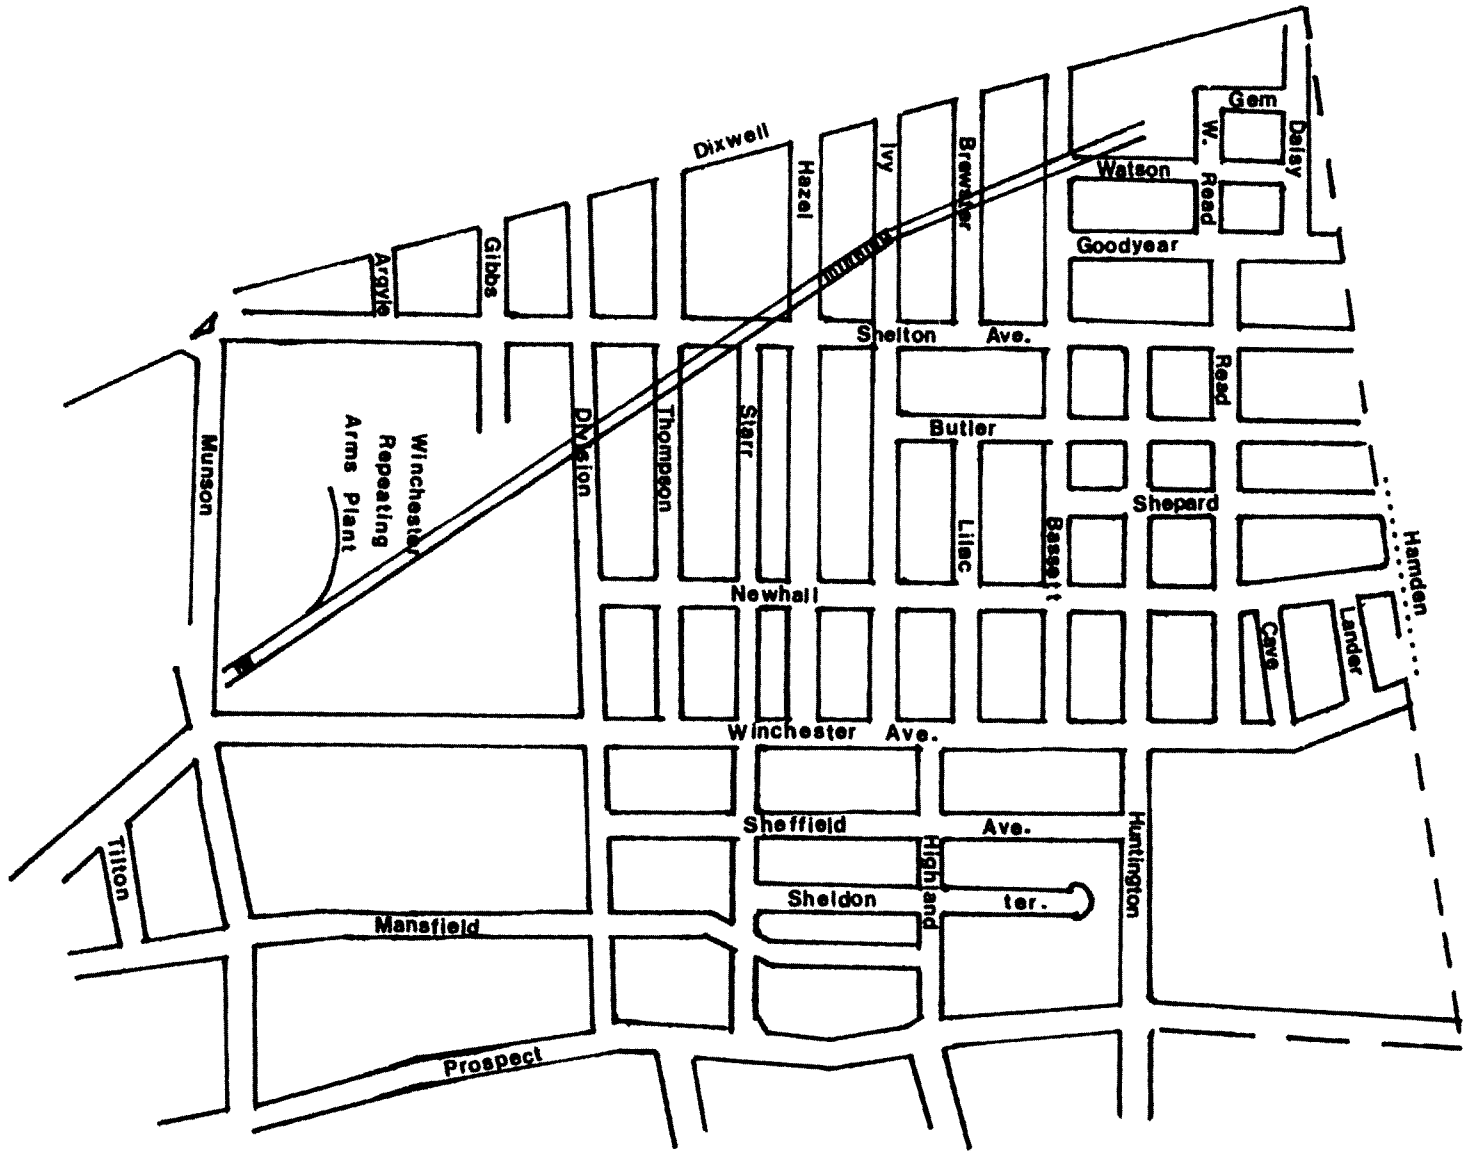 Dixwell
Gem
W. Read
Daisy
Watson
Hazel
Ivy
Brewster
Goodyear
Argyle
Gibbs
Shelton Ave.
Read
Butler
Division
Thompson
Starr
Winchester
Repeating
Arms Plant
Munson
Shepard
Lilac
Bassett
Hamden
Newhall
Cave
Lander
Winchester Ave.
Sheffield Ave.
Highland
Huntington
Tilton
Sheldon ter.
Mansfield
Prospect